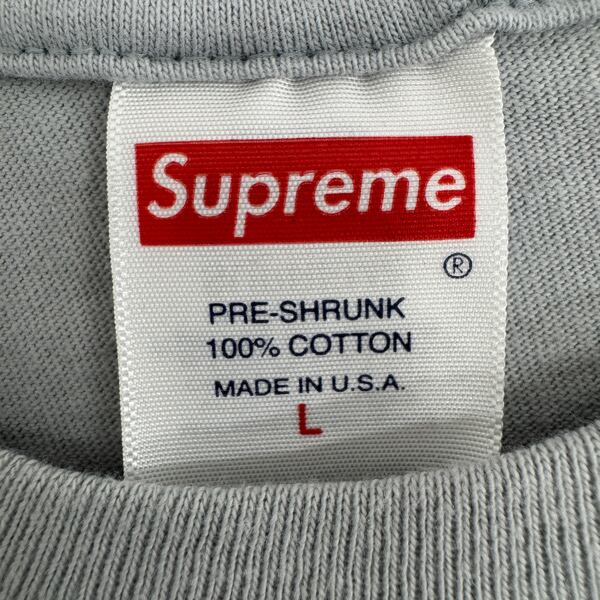 Supreme
®
PRE-SHRUNK
100% COTTON
MADE IN U.S.A.
L